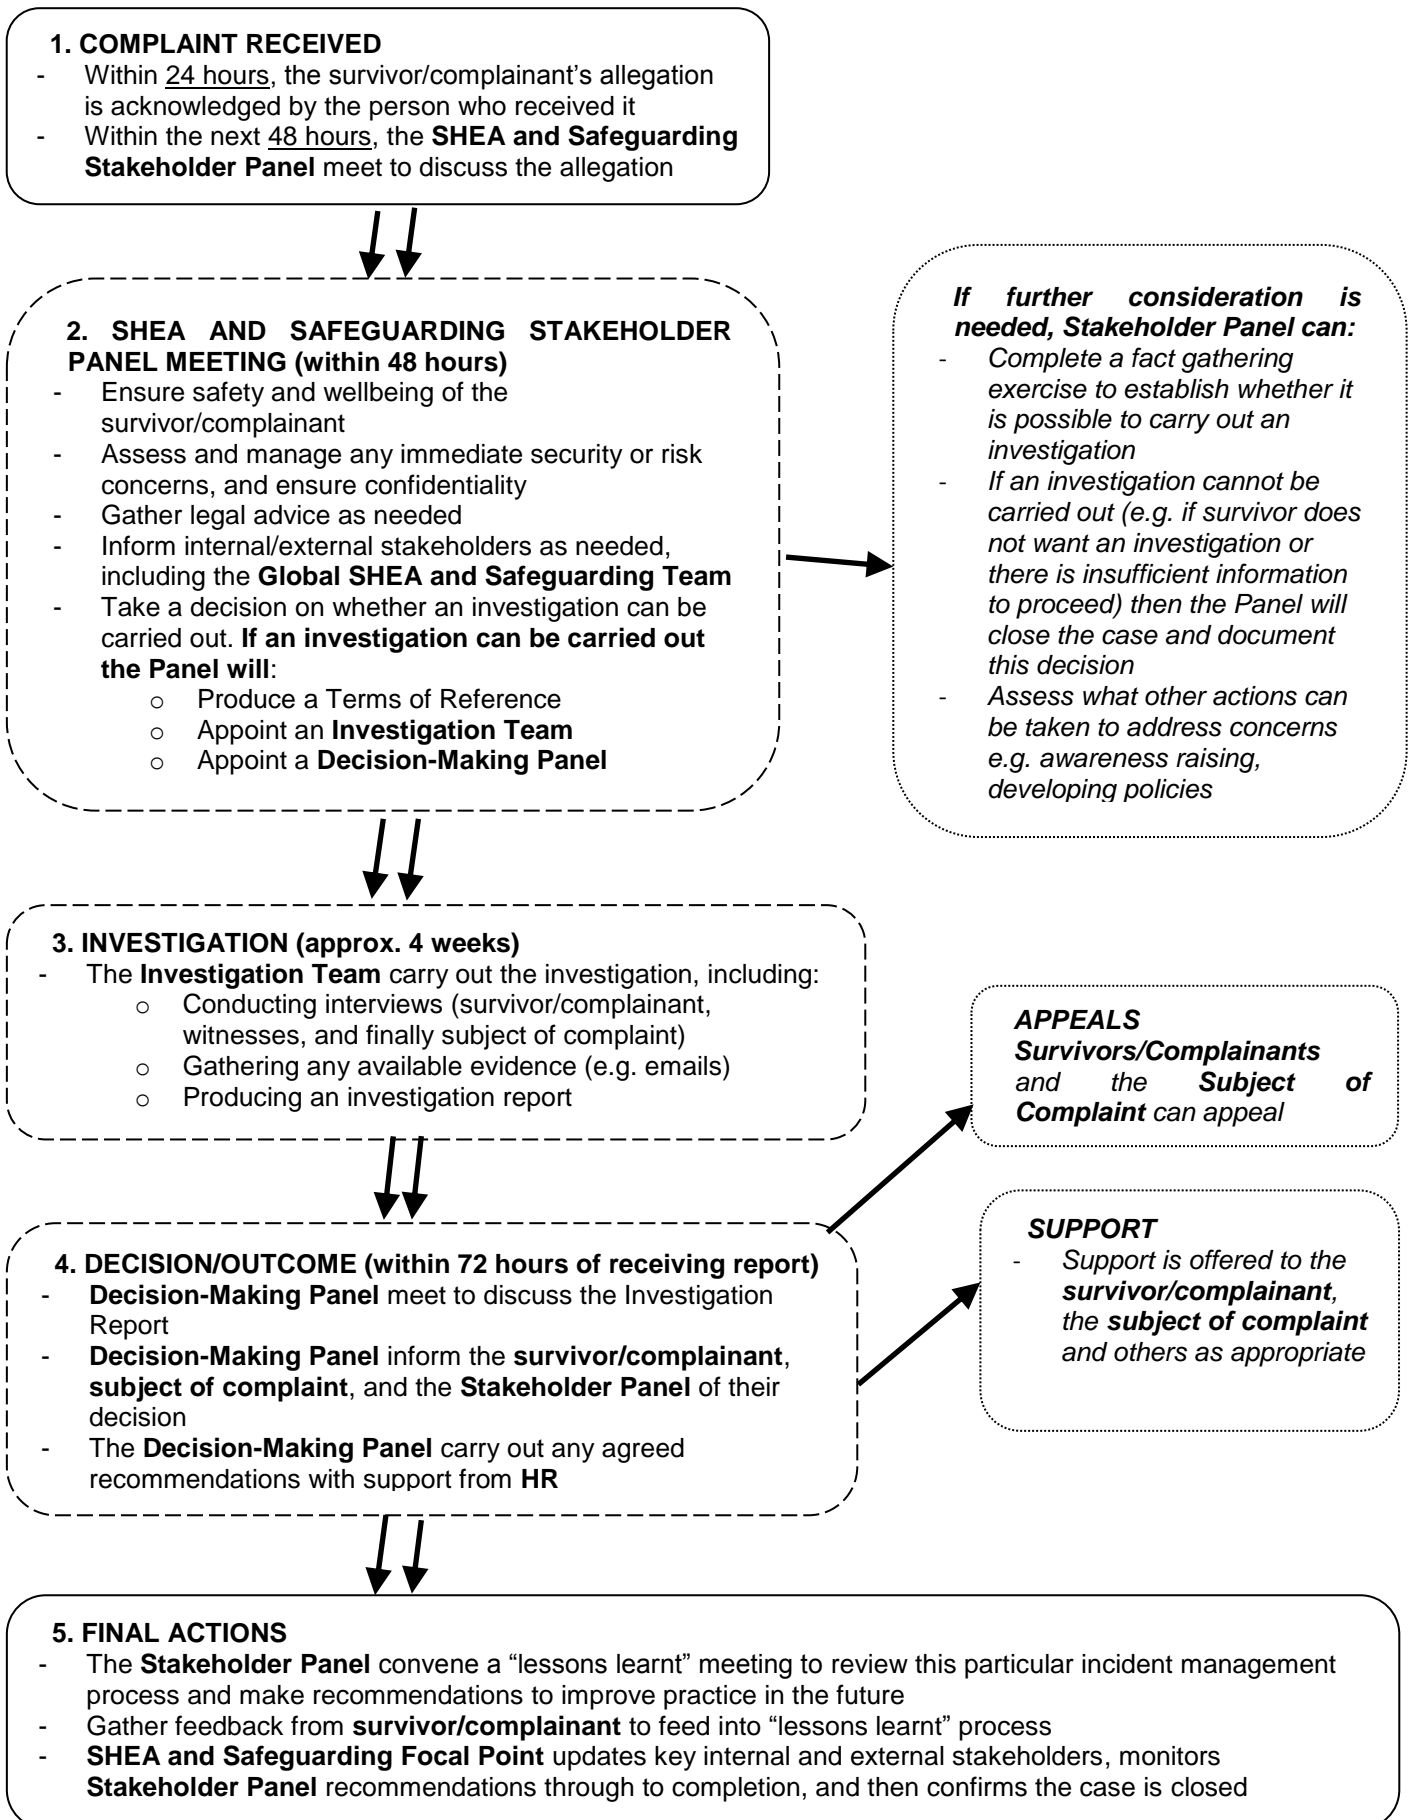 1. COMPLAINT RECEIVED
- Within 24 hours, the survivor/complainant’s allegation
is acknowledged by the person who received it
- Within the next 48 hours, the SHEA and Safeguarding
Stakeholder Panel meet to discuss the allegation
2. SHEA AND SAFEGUARDING STAKEHOLDER
PANEL MEETING (within 48 hours)
- Ensure safety and wellbeing of the
survivor/complainant
- Assess and manage any immediate security or risk
concerns, and ensure confidentiality
- Gather legal advice as needed
- Inform internal/external stakeholders as needed,
including the Global SHEA and Safeguarding Team
- Take a decision on whether an investigation can be
carried out. If an investigation can be carried out
the Panel will:
o Produce a Terms of Reference
o Appoint an Investigation Team
o Appoint a Decision-Making Panel
If further consideration is
needed, Stakeholder Panel can:
- Complete a fact gathering
exercise to establish whether it
is possible to carry out an
investigation
- If an investigation cannot be
carried out (e.g. if survivor does
not want an investigation or
there is insufficient information
to proceed) then the Panel will
close the case and document
this decision
- Assess what other actions can
be taken to address concerns
e.g. awareness raising,
developing policies
3. INVESTIGATION (approx. 4 weeks)
- The Investigation Team carry out the investigation, including:
o Conducting interviews (survivor/complainant,
witnesses, and finally subject of complaint)
o Gathering any available evidence (e.g. emails)
o Producing an investigation report
APPEALS
Survivors/Complainants
and the Subject of
Complaint can appeal
SUPPORT
- Support is offered to the
survivor/complainant,
the subject of complaint
and others as appropriate
4. DECISION/OUTCOME (within 72 hours of receiving report)
- Decision-Making Panel meet to discuss the Investigation
Report
- Decision-Making Panel inform the survivor/complainant,
subject of complaint, and the Stakeholder Panel of their
decision
- The Decision-Making Panel carry out any agreed
recommendations with support from HR
5. FINAL ACTIONS
- The Stakeholder Panel convene a “lessons learnt” meeting to review this particular incident management
process and make recommendations to improve practice in the future
- Gather feedback from survivor/complainant to feed into “lessons learnt” process
- SHEA and Safeguarding Focal Point updates key internal and external stakeholders, monitors
Stakeholder Panel recommendations through to completion, and then confirms the case is closed